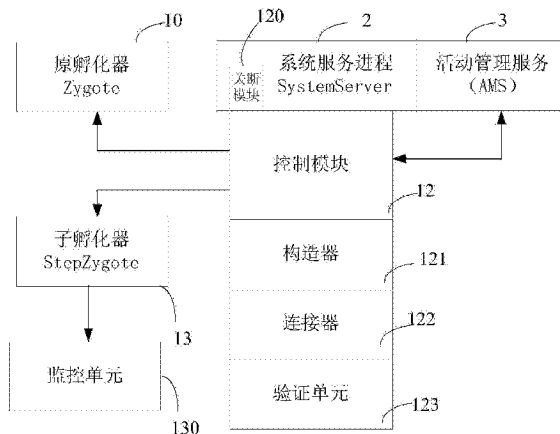 10
原孵化器
Zygote
120
关断
模块
2
系统服务进程
SystemServer
3
活动管理服务
(AMS)
控制模块
12
子孵化器
StepZygote
13
构造器
121
连接器
122
监控单元
130
验证单元
123